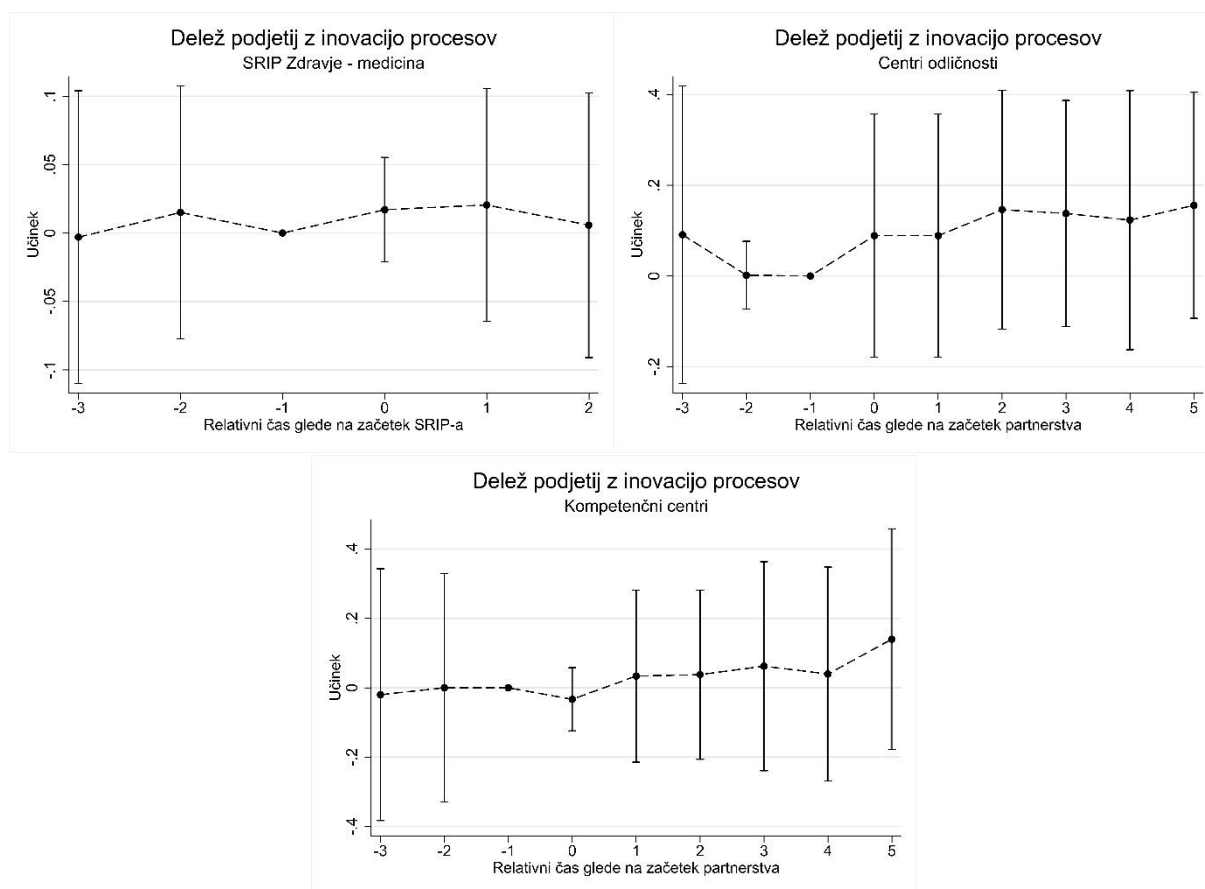 Delež podjetij z inovacijo procesov
SRIP Zdravje - medicina
Učinek
.1
.05
0
-.05
-.1
-3 -2 -1 0 1 2
Relativni čas glede na začetek SRIP-a
Delež podjetij z inovacijo procesov
Centri odličnosti
Učinek
.4
.2
0
-.2
-3 -2 -1 0 1 2 3 4 5
Relativni čas glede na začetek partnerstva
Delež podjetij z inovacijo procesov
Kompetenčni centri
Učinek
.4
.2
0
-.2
-.4
-3 -2 -1 0 1 2 3 4 5
Relativni čas glede na začetek partnerstva